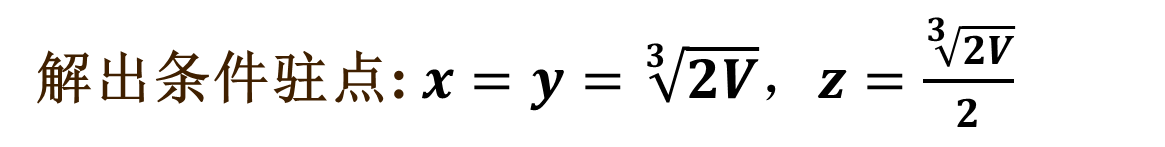 解出条件驻点: x = y = ∛2V, z = ∛2V / 2